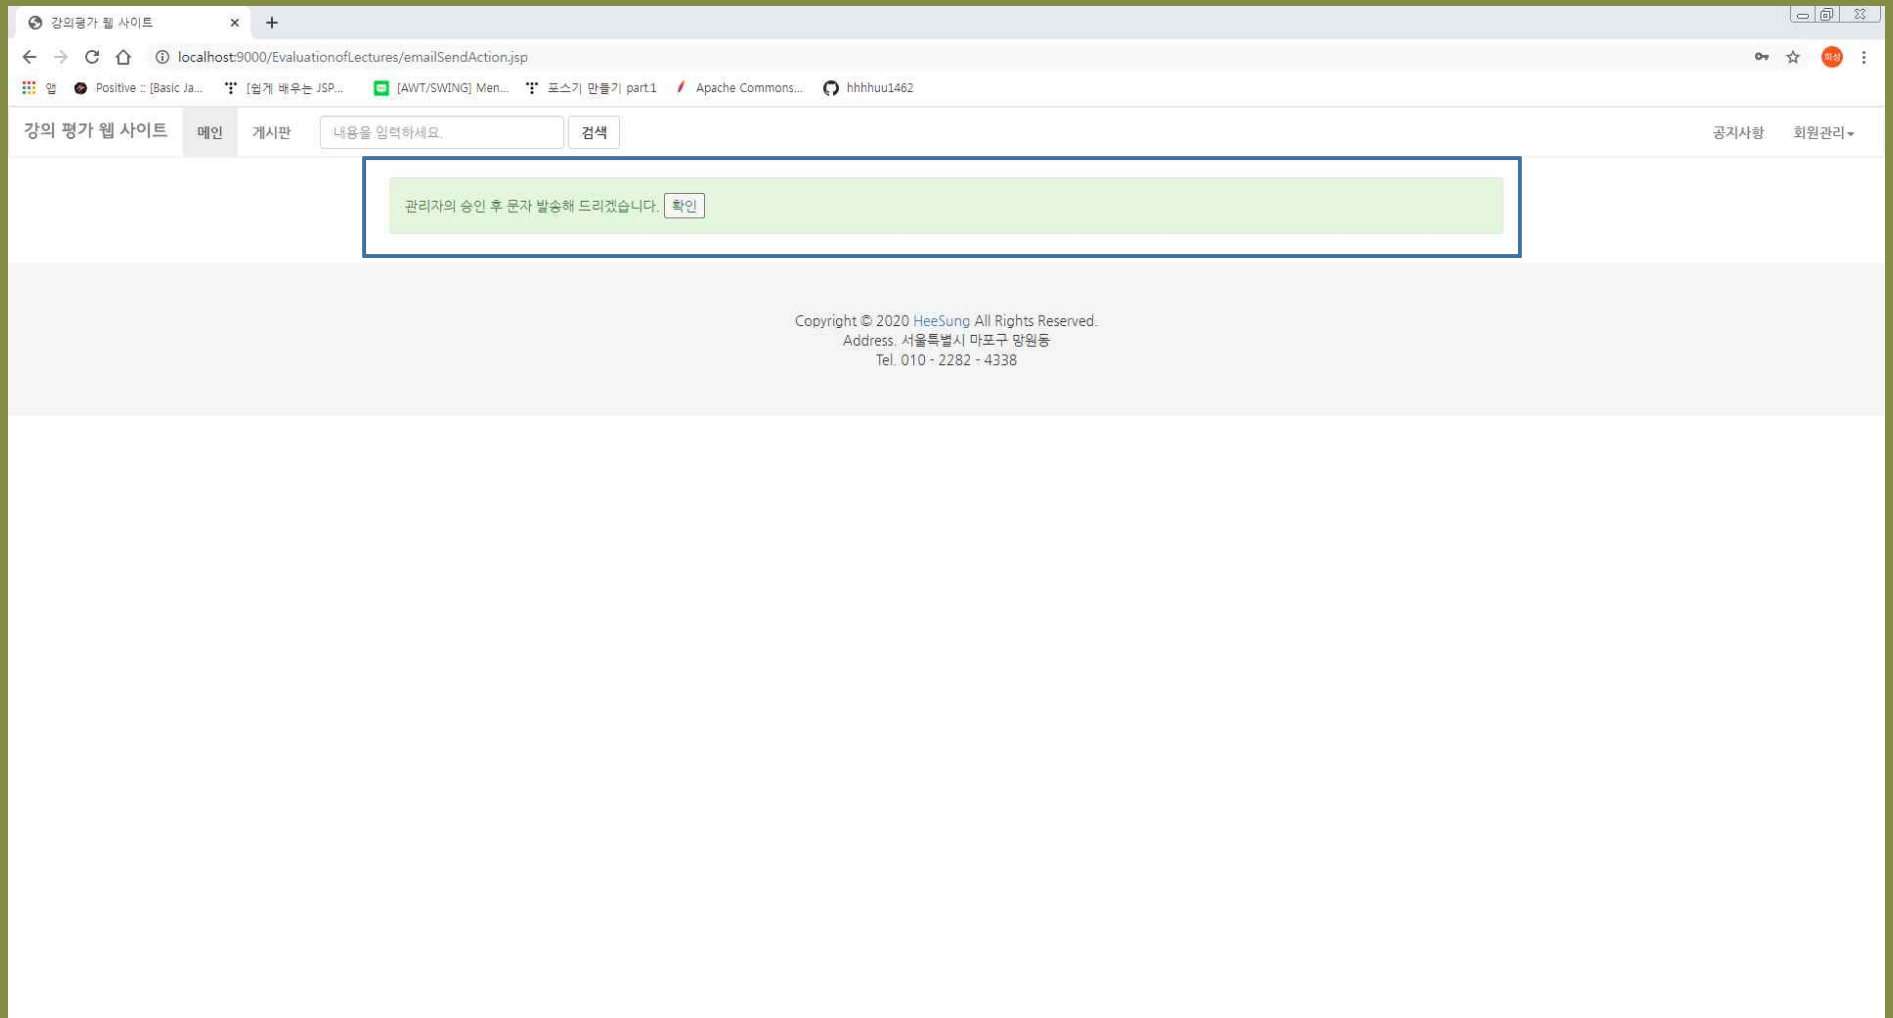 강의평가 웹 사이트
localhost:9000/EvaluationofLectures/emailSendAction.jsp
희성
앱 Positive :: [Basic Ja... [쉽게 배우는 JSP... [AWT/SWING] Men... 포스기 만들기 part.1 Apache Commons... hhhhuu1462
강의 평가 웹 사이트 메인 게시판 내용을 입력하세요. 검색 공지사항 회원관리
관리자의 승인 후 문자 발송해 드리겠습니다. 확인
Copyright © 2020 HeeSung All Rights Reserved.
Address. 서울특별시 마포구 망원동
Tel. 010 - 2282 - 4338